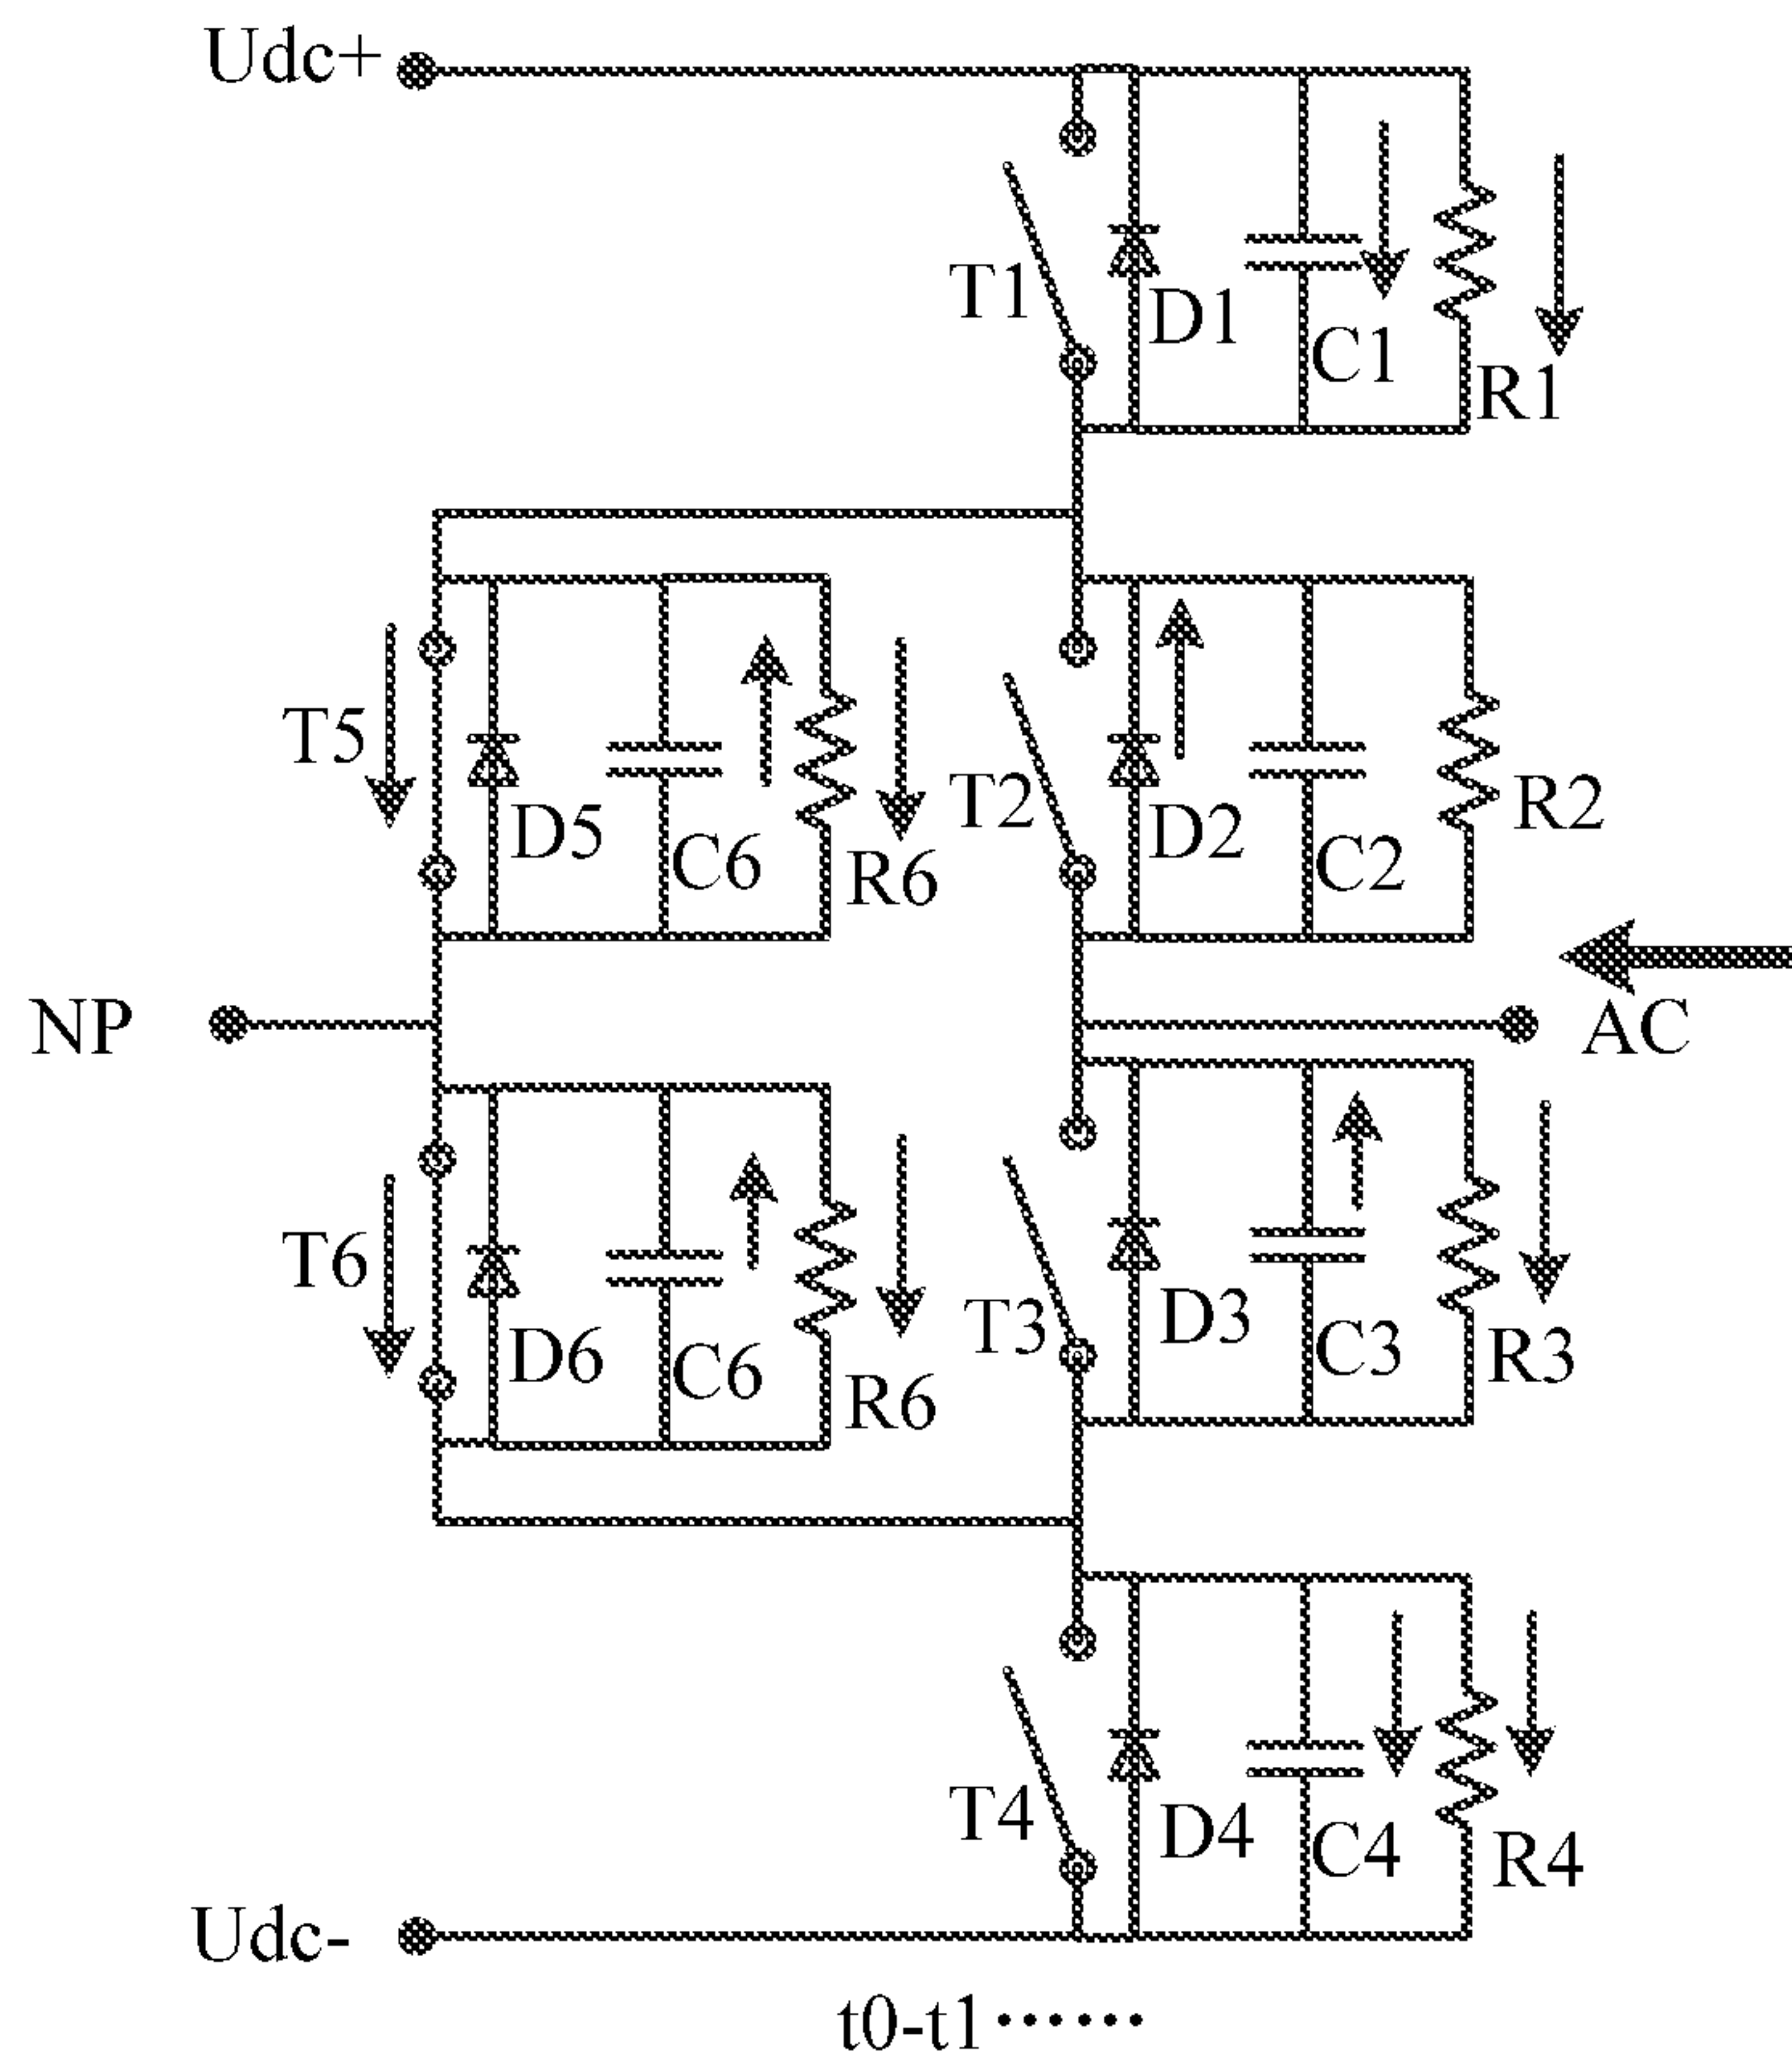 Udc+
T1
D1
C1
R1
T5
D5
C6
R6
T2
D2
C2
R2
NP
AC
T6
D6
C6
R6
T3
D3
C3
R3
T4
D4
C4
R4
Udc-
t0-t1······